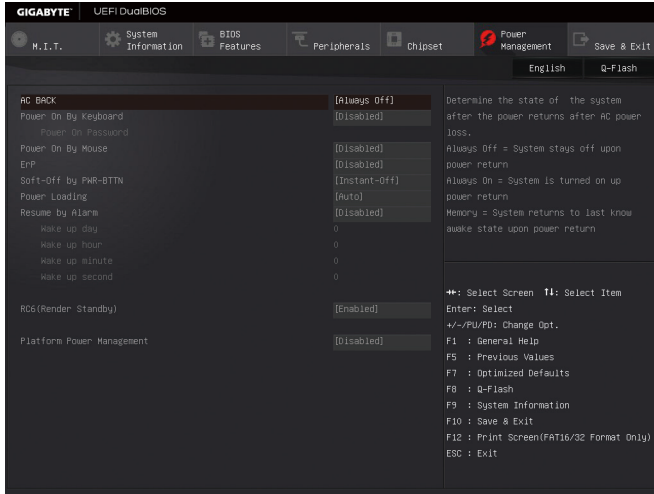 GIGABYTE™ UEFI DualBIOS
M.I.T.
System Information
BIOS Features
Peripherals
Chipset
Power Management
Save & Exit
English Q-Flash
AC BACK [Always Off]
Power On By Keyboard [Disabled]
Power On Password
Power On By Mouse [Disabled]
ErP [Disabled]
Soft-Off by PWR-BTTN [Instant-Off]
Power Loading [Auto]
Resume by Alarm [Disabled]
Wake up day 0
Wake up hour 0
Wake up minute 0
Wake up second 0
RC6(Render Standby) [Enabled]
Platform Power Management [Disabled]
Determine the state of the system
after the power returns after AC power
loss.
Always Off = System stays off upon
power return
Always On = System is turned on up
power return
Memory = System returns to last know
awake state upon power return
→←: Select Screen ↑↓: Select Item
Enter: Select
+/-/PU/PD: Change Opt.
F1 : General Help
F5 : Previous Values
F7 : Optimized Defaults
F8 : Q-Flash
F9 : System Information
F10 : Save & Exit
F12 : Print Screen(FAT16/32 Format Only)
ESC : Exit